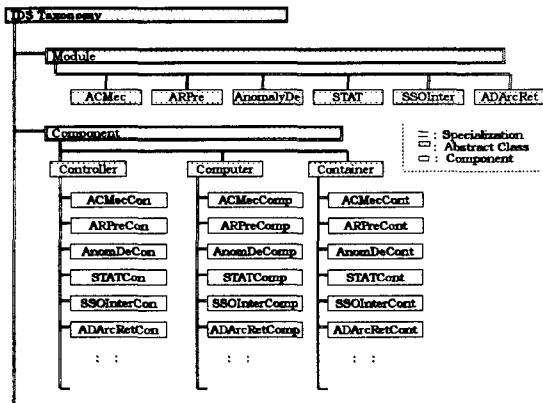 IDS Taxonomy
Module
ACMec ARPre AnomalyDe STAT SSOInter ADArcRet
Component
: Specialization
: Abstract Class
: Component
Controller Computer Container
ACMecCon ACMecComp ACMecCont
ARPreCon ARPreComp ARPreCont
AnomDeCon AnomDeComp AnomDeCont
STATCon STATComp STATCont
SSOInterCon SSOInterComp SSOInterCont
ADArcRetCon ADArcRetComp ADArcRetCont
: : : : : :